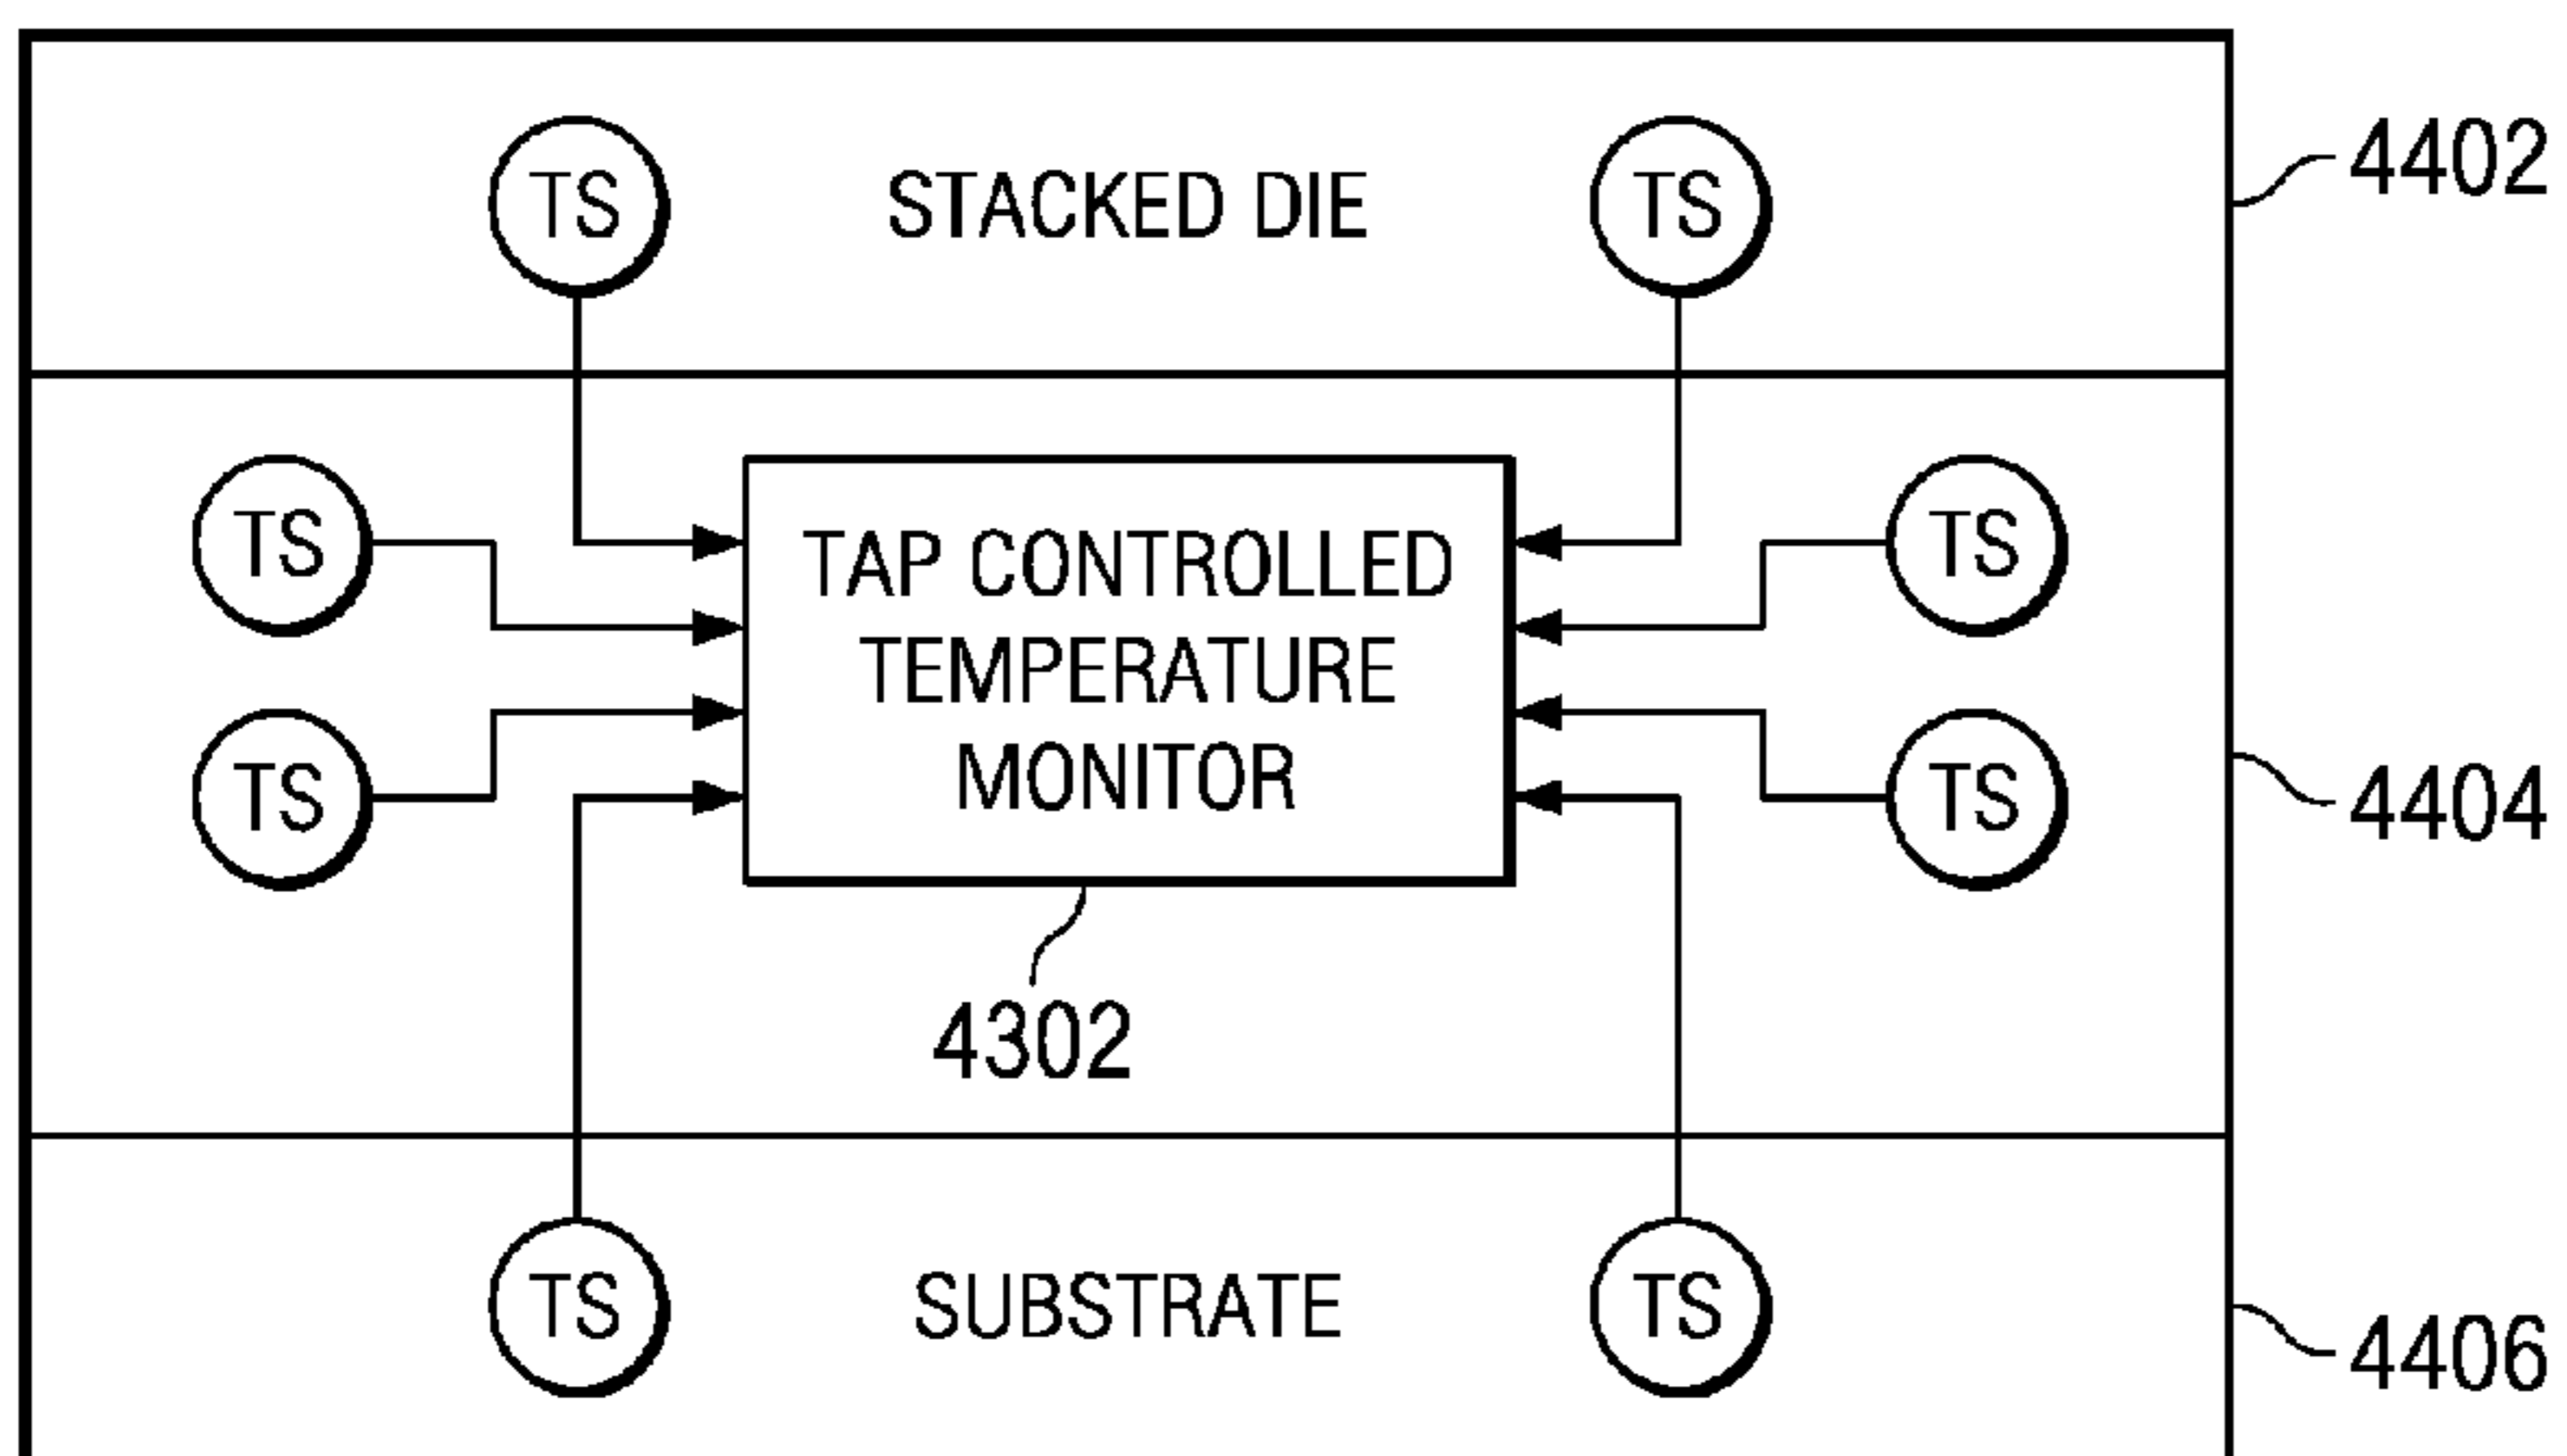 TS STACKED DIE TS
4402
TS TAP CONTROLLED TS
TEMPERATURE
TS MONITOR TS
4404
4302
TS SUBSTRATE TS
4406